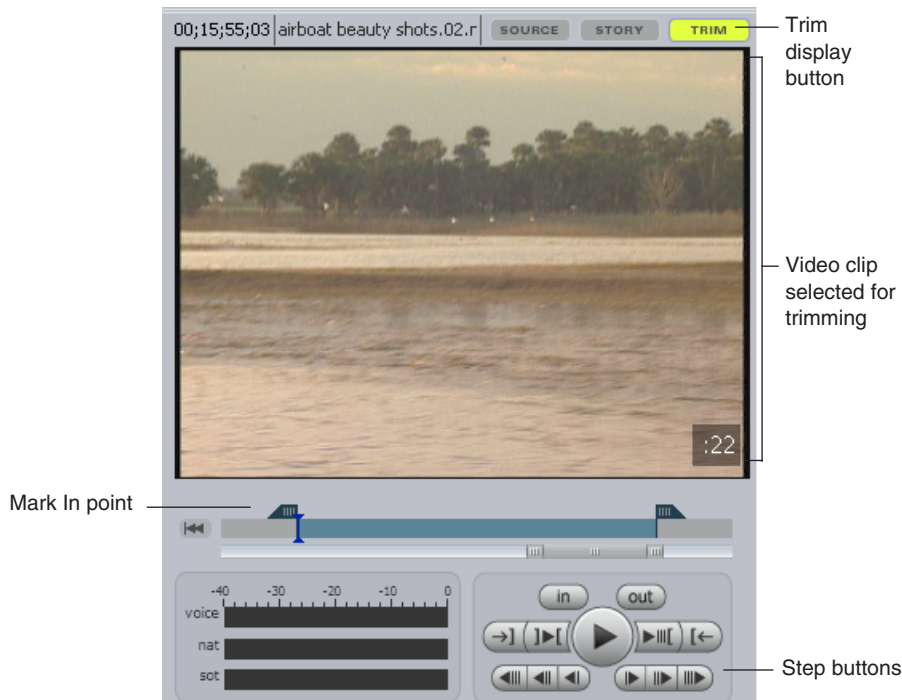 00;15;55;03 airboat beauty shots.02.r SOURCE STORY TRIM
Trim
display
button
Video clip
selected for
trimming
:22
Mark In point
-40 -30 -20 -10 0
voice
nat
sot
in out
Step buttons